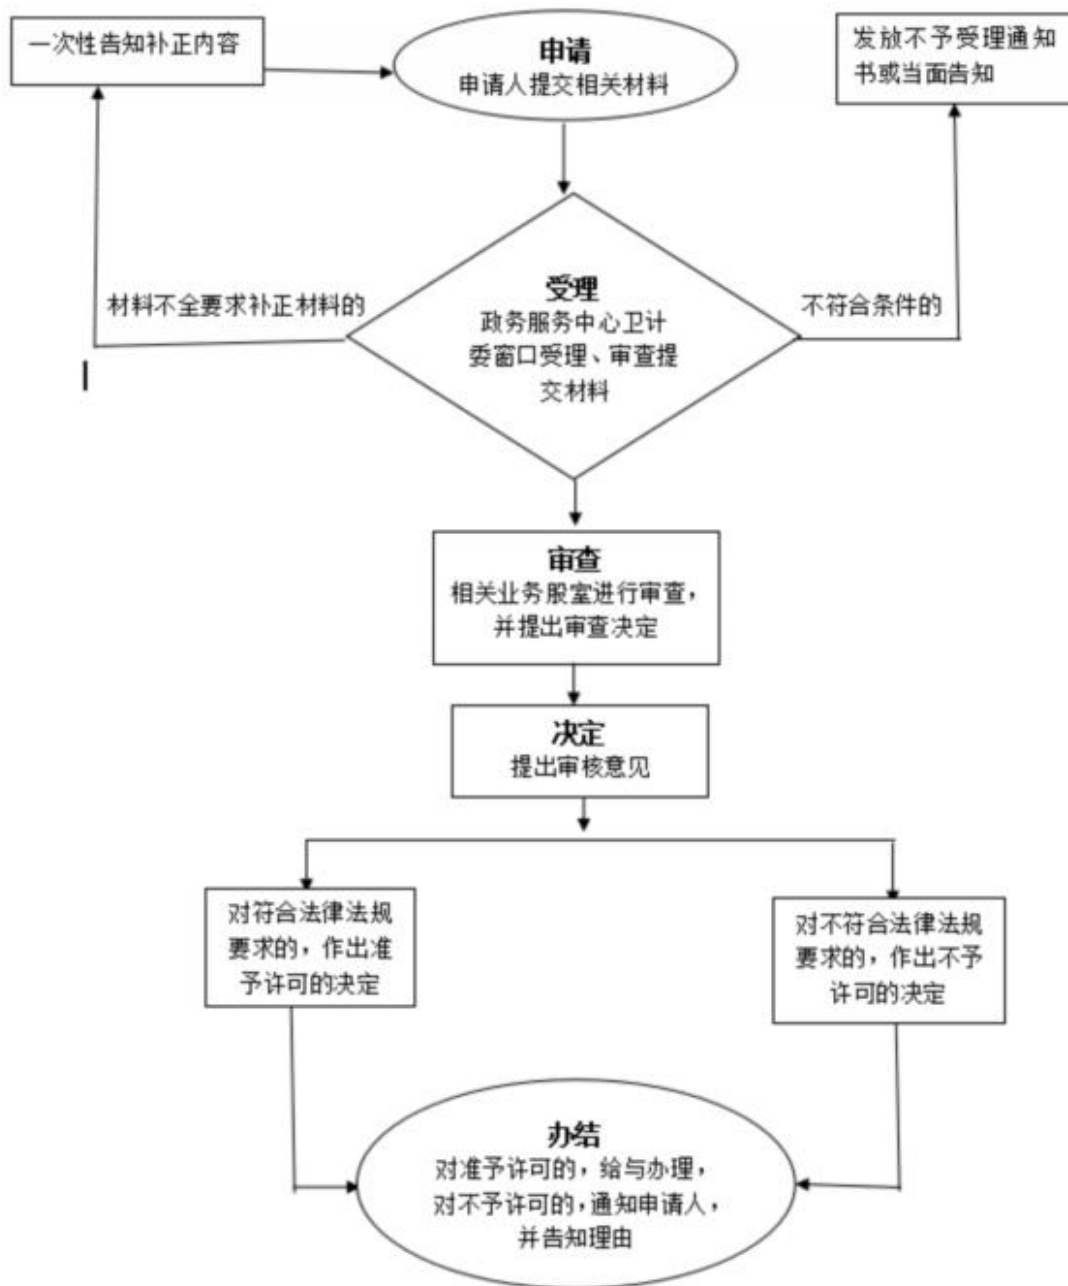 一次性告知补正内容
申请
申请人提交相关材料
发放不予受理通知
书或当面告知
材料不全要求补正材料的
受理
政务服务中心卫计
委窗口受理、审查提
交材料
不符合条件的
审查
相关业务股室进行审查，
并提出审查决定
决定
提出审核意见
对符合法律法规
要求的，作出准
予许可的决定
对不符合法律法规
要求的，作出不予
许可的决定
办结
对准予许可的，给与办理，
对不予许可的，通知申请人，
并告知理由